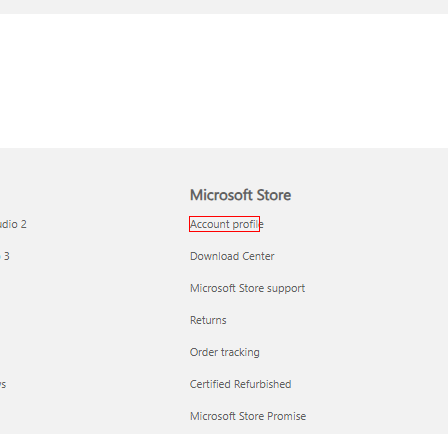 Microsoft Store
udio 2
Account profile
3
Download Center
Microsoft Store support
Returns
Order tracking
s
Certified Refurbished
Microsoft Store Promise